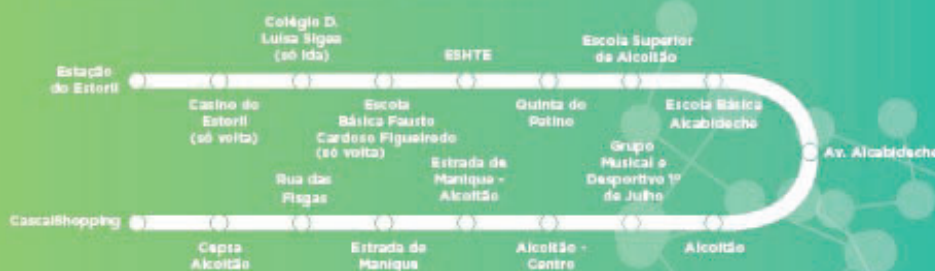 Estação
do Estoril
Casino do
Estoril
(só volta)
Colégio D.
Luísa Sigea
(só ida)
Escola
Básica Fausto
Cardoso Figueiredo
(só volta)
ESHTE
Quinta do
Patino
Escola Superior
de Alcoitão
Escola Básica
Alcabideche
Av. Alcabideche
Alcoitão
Grupo
Musical e
Desportivo 1º
de Julho
Alcoitão -
Centro
Estrada de
Manique -
Alcoitão
Estrada de
Manique
Rua das
Fisgas
Cepsa
Alcoitão
CascaiShopping